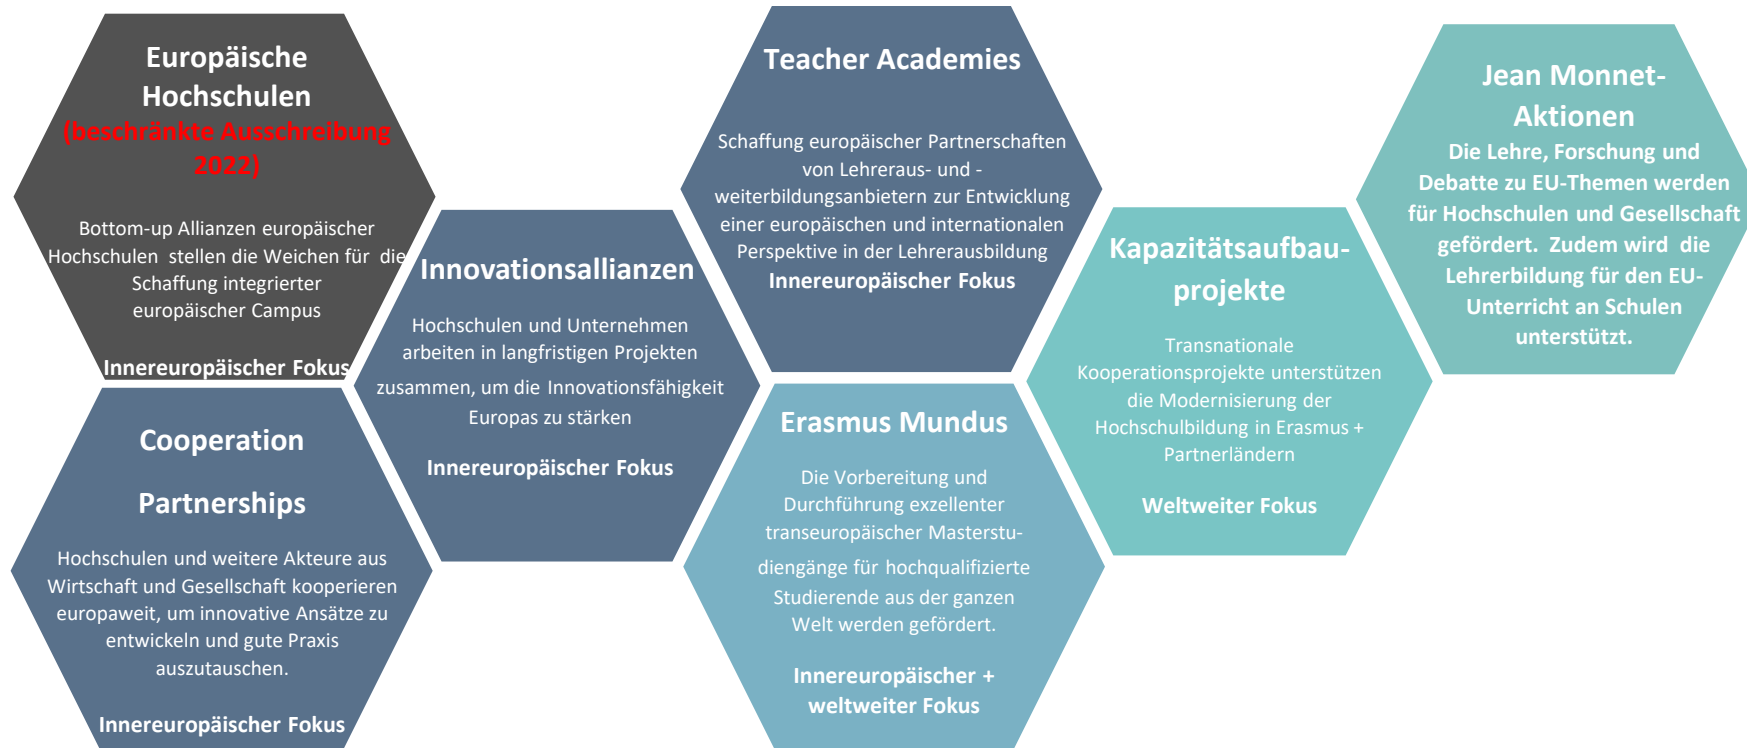 Europäische
Hochschulen
(beschränkte Ausschreibung
2022)
Bottom-up Allianzen europäischer
Hochschulen stellen die Weichen für die
Schaffung integrierter
europäischer Campus
Innereuropäischer Fokus
Cooperation
Partnerships
Hochschulen und weitere Akteure aus
Wirtschaft und Gesellschaft kooperieren
europaweit, um innovative Ansätze zu
entwickeln und gute Praxis
auszutauschen.
Innereuropäischer Fokus
Innovationsallianzen
Hochschulen und Unternehmen
arbeiten in langfristigen Projekten
zusammen, um die Innovationsfähigkeit
Europas zu stärken
Innereuropäischer Fokus
Teacher Academies
Schaffung europäischer Partnerschaften
von Lehreraus- und -
weiterbildungsanbietern zur Entwicklung
einer europäischen und internationalen
Perspektive in der Lehrerausbildung
Innereuropäischer Fokus
Erasmus Mundus
Die Vorbereitung und
Durchführung exzellenter
transeuropäischer Masterstu-
diengänge für hochqualifizierte
Studierende aus der ganzen
Welt werden gefördert.
Innereuropäischer +
weltweiter Fokus
Kapazitätsaufbau-
projekte
Transnationale
Kooperationsprojekte unterstützen
die Modernisierung der
Hochschulbildung in Erasmus +
Partnerländern
Weltweiter Fokus
Jean Monnet-
Aktionen
Die Lehre, Forschung und
Debatte zu EU-Themen werden
für Hochschulen und Gesellschaft
gefördert. Zudem wird die
Lehrerbildung für den EU-
Unterricht an Schulen
unterstützt.